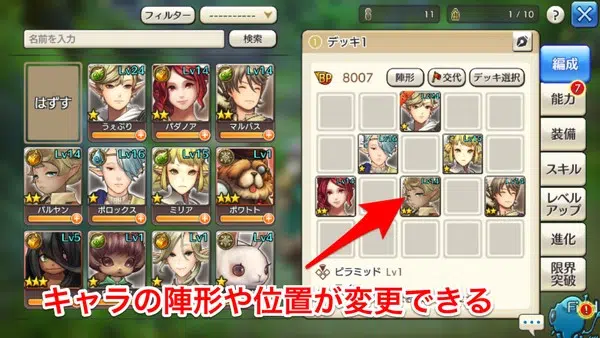 フィルター
----------
11
1 / 10
?
名前を入力
検索
はずす
Lv24
うぇぷり
Lv14
パダノア
Lv14
マルバス
Lv14
バルヤン
Lv16
ボロックス
Lv15
ミリア
Lv1
ポワトト
Lv5
Lv1
Lv1
Lv4
1 デッキ1
BP 8007
陣形
交代
デッキ選択
ピラミッド Lv1
編成
能力
7
装備
スキル
レベル
アップ
進化
限界
突破
キャラの陣形や位置が変更できる